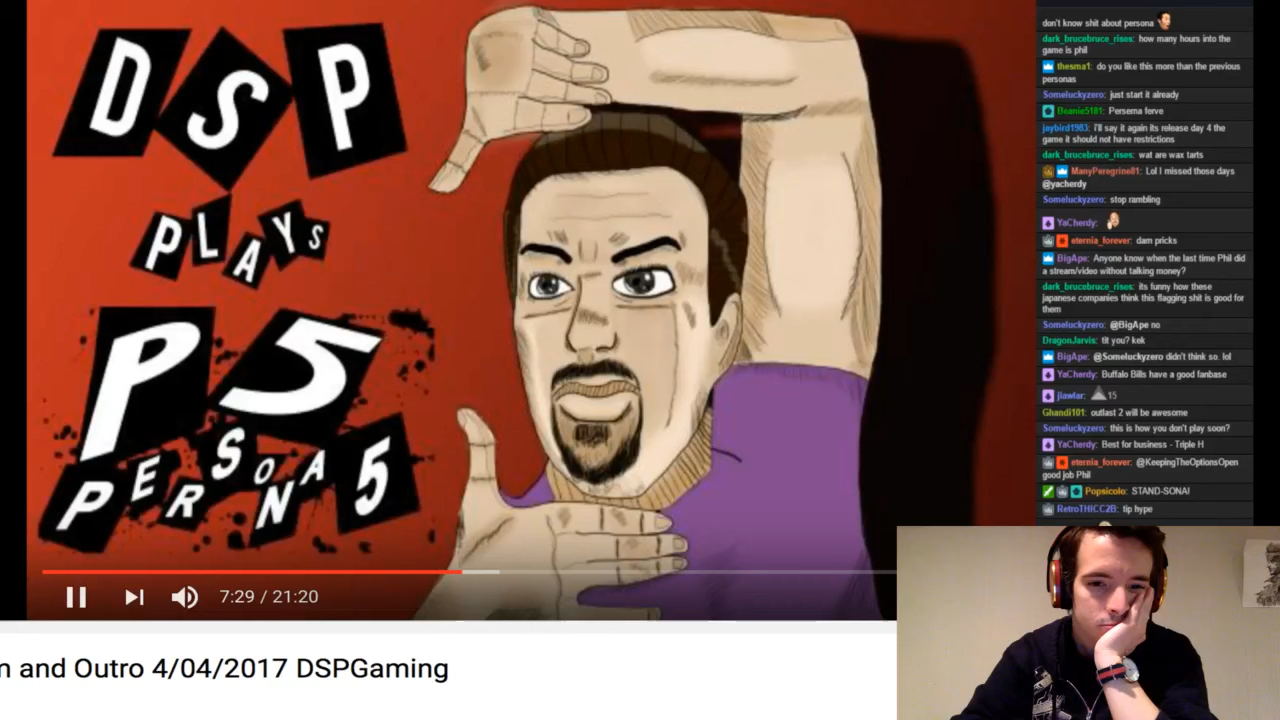 DSP
PLAYS
P5
PERSONA 5
7:29 / 21:20
n and Outro 4/04/2017 DSPGaming
don't know shit about persona
dark_brucebruce_rises: how many hours into the
game is phil
thesma1: do you like this more than the previous
personas
Someluckyzero: just start it already
Beanie5181: Persema ferve
jaybird1983: i'll say it again its release day 4 the
game it should not have restrictions
dark_brucebruce_rises: wat are wax tarts
ManyPeregrine81: Lol I missed those days
@yacherdy
Someluckyzero: stop rambling
YaCherdy:
eternia_forever: dam pricks
BigApe: Anyone know when the last time Phil did
a stream/video without talking money?
dark_brucebruce_rises: its funny how these
japanese companies think this flagging shit is good for
them
Someluckyzero: @BigApe no
DragonJarvis: tit you? kek
BigApe: @Someluckyzero didn't think so. lol
YaCherdy: Buffalo Bills have a good fanbase
jlawlar: 15
Ghandi101: outlast 2 will be awesome
Someluckyzero: this is how you don't play soon?
YaCherdy: Best for business - Triple H
eternia_forever: @KeepingTheOptionsOpen
good job Phil
Popsicolo: STAND-SONA!
RetroTHICC2B: tip hype